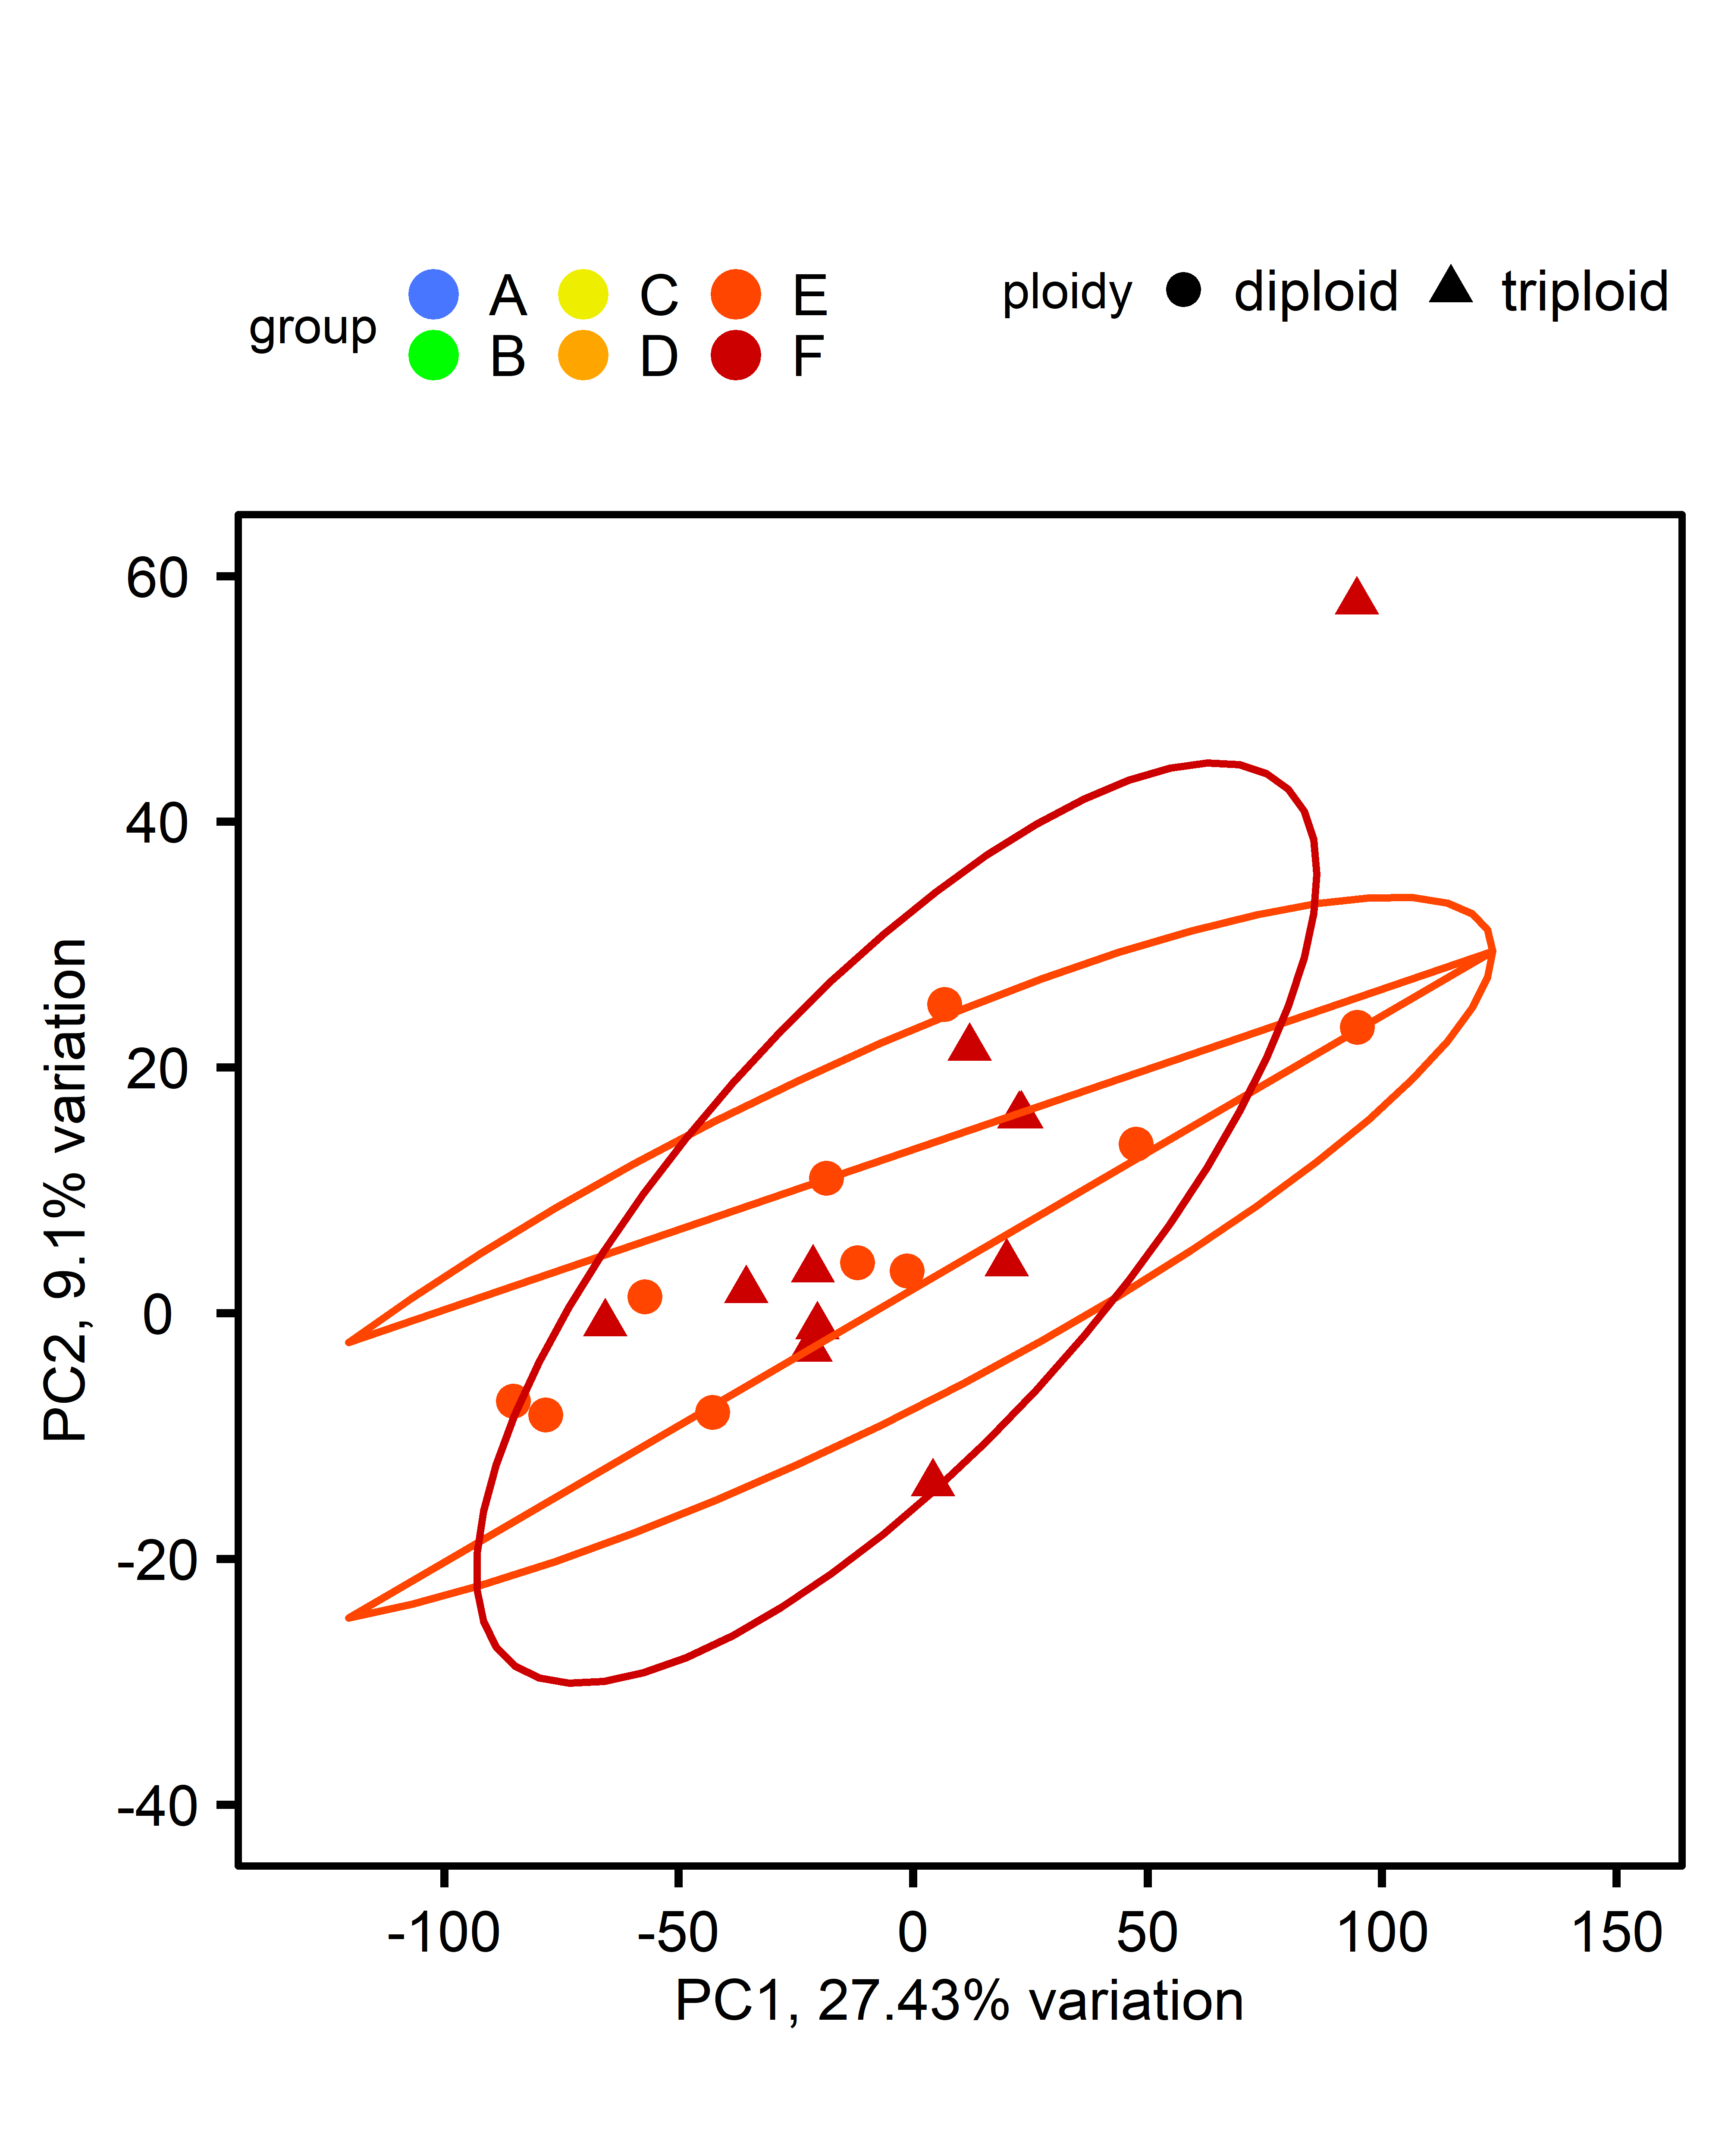 group
A
C
E
B
D
F
ploidy
diploid
triploid
60
40
20
0
-20
-40
PC2, 9.1% variation
-100
-50
0
50
100
150
PC1, 27.43% variation